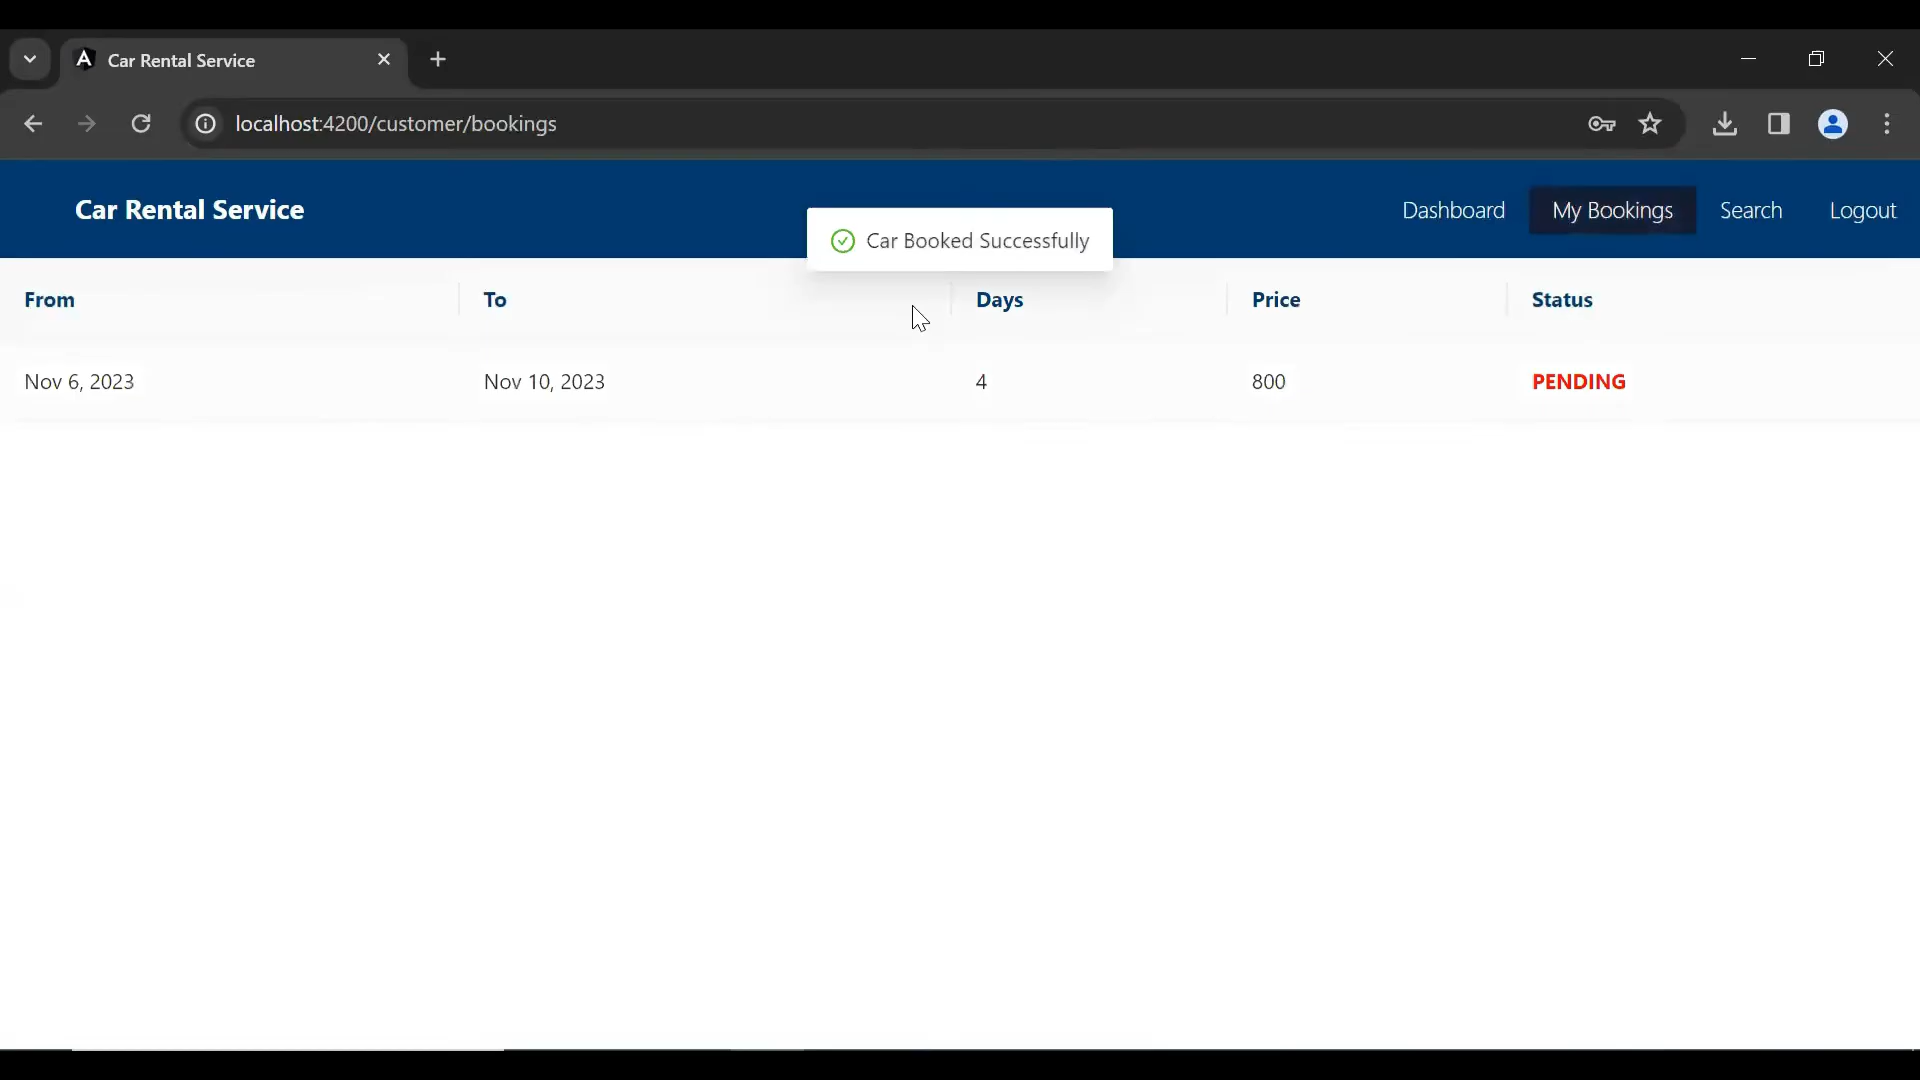 Car Rental Service
localhost:4200/customer/bookings
Car Rental Service
Dashboard
My Bookings
Search
Logout
Car Booked Successfully
From To Days Price Status
Nov 6, 2023 Nov 10, 2023 4 800 PENDING